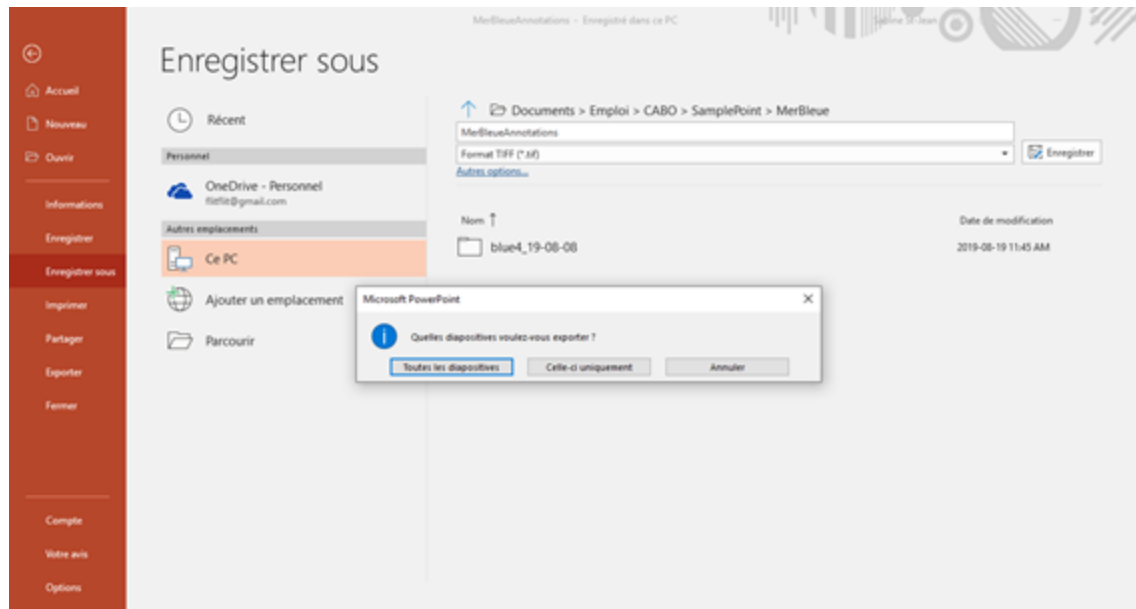 MerBleueAnnotations - Enregistré dans ce PC
Sabine St-Jean
Enregistrer sous
Accueil
Nouveau
Ouvrir
Informations
Enregistrer
Enregistrer sous
Imprimer
Partager
Exporter
Fermer
Compte
Votre avis
Options
Récent
Personnel
OneDrive - Personnel
Autres emplacements
Ce PC
Ajouter un emplacement
Parcourir
Documents > Emploi > CABO > SamplePoint > MerBleue
MerBleueAnnotations
Format TIFF (*.tif)
Enregistrer
Autres options...
Nom ↑ Date de modification
blue4_19-08-08 2019-08-19 11:45 AM
Microsoft PowerPoint
Quelles diapositives voulez-vous exporter ?
Toutes les diapositives Celle-ci uniquement Annuler